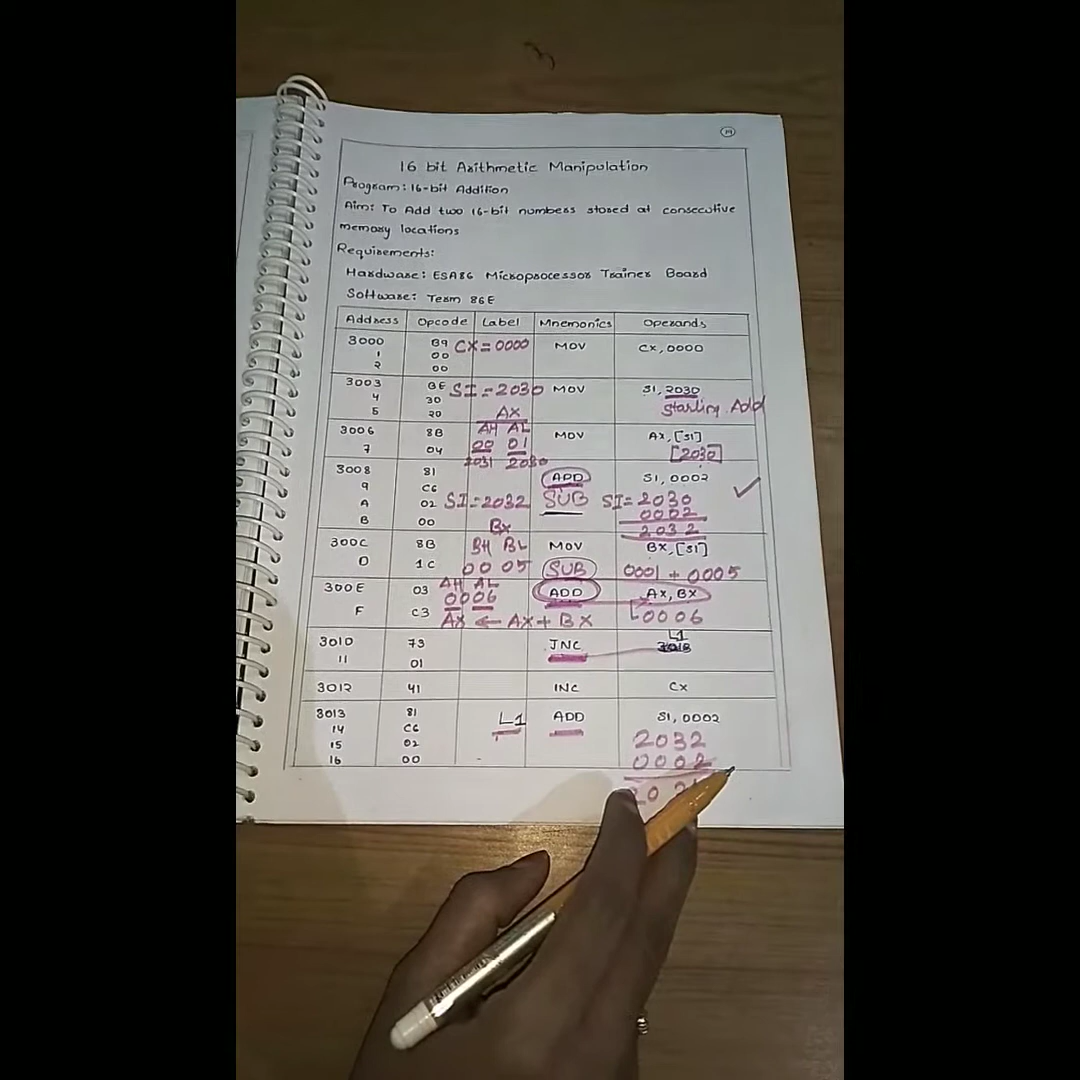 19
16 bit Arithmetic Manipulation
Program: 16-bit Addition
Aim: To Add two 16-bit numbers stored at consecutive
memory locations
Requirements:
Hardware: ESA86 Microprocessor Trainer Board
Software: Term 86E
Address Opcode Label Mnemonics Operands
3000 B9 CX=0000 MOV CX, 0000
1 00
2 00
3003 BE SI=2030 MOV SI, 2030
4 30 starting Add
5 20 AX
3006 8B AH AL MOV AX, [SI]
7 04 00 01 [2030]
2031 2030
3008 81 ADD SI, 0002
9 C6
A 02 SI=2032 SUB SI=2030
0002
B 00 BX 2032
300C 8B BH BL MOV BX, [SI]
D 1C 00 05 SUB 0001 + 0005
300E 03 AH AL ADD AX, BX
0006
F C3 AX ← AX + BX 0006
L1
3010 73 JNC
11 01
3012 41 INC CX
3013 81 L1 ADD SI, 0002
14 C6
15 02 2032
16 00 0002
20